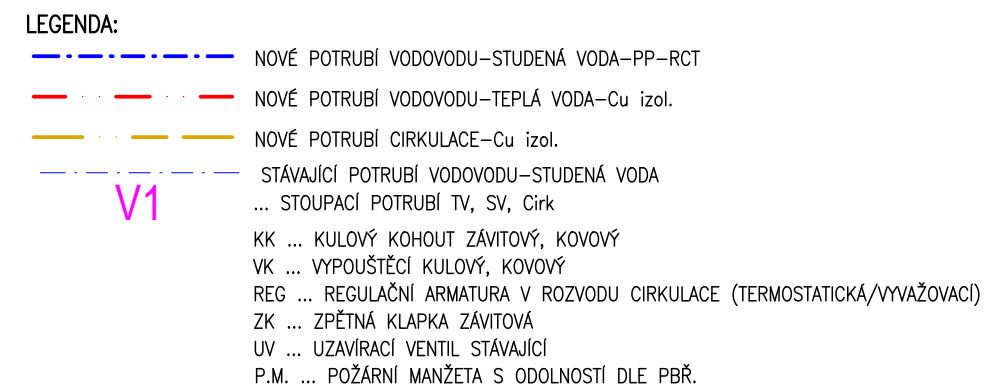 LEGENDA:
NOVÉ POTRUBÍ VODOVODU-STUDENÁ VODA-PP-RCT
NOVÉ POTRUBÍ VODOVODU-TEPLÁ VODA-Cu izol.
NOVÉ POTRUBÍ CIRKULACE-Cu izol.
STÁVAJÍCÍ POTRUBÍ VODOVODU-STUDENÁ VODA
V1 ... STOUPACÍ POTRUBÍ TV, SV, Cirk
KK ... KULOVÝ KOHOUT ZÁVITOVÝ, KOVOVÝ
VK ... VYPOUŠTĚCÍ KULOVÝ, KOVOVÝ
REG ... REGULAČNÍ ARMATURA V ROZVODU CIRKULACE (TERMOSTATICKÁ/VYVAŽOVACÍ)
ZK ... ZPĚTNÁ KLAPKA ZÁVITOVÁ
UV ... UZAVÍRACÍ VENTIL STÁVAJÍCÍ
P.M. ... POŽÁRNÍ MANŽETA S ODOLNOSTÍ DLE PBŘ.